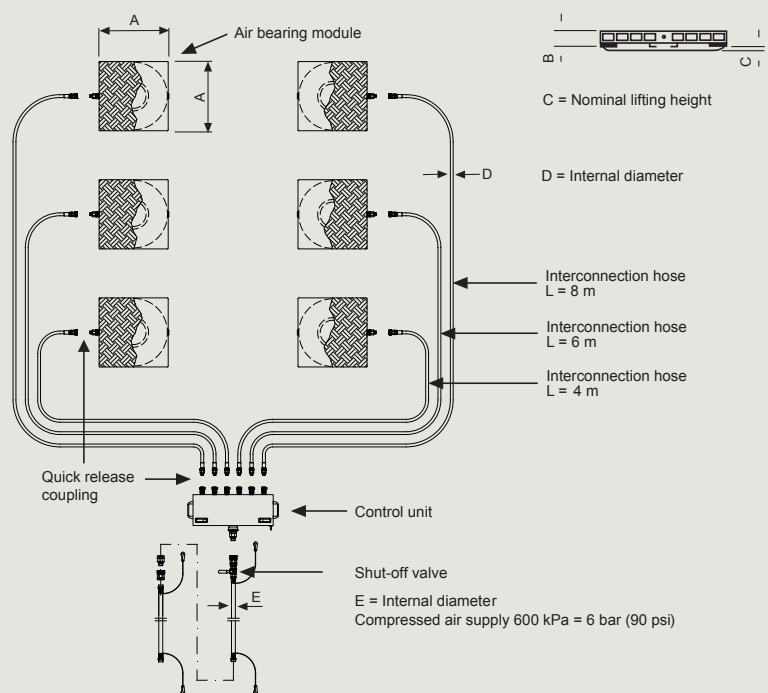 A
Air bearing module
A
B
C
C = Nominal lifting height
D
D = Internal diameter
Interconnection hose
L = 8 m
Interconnection hose
L = 6 m
Interconnection hose
L = 4 m
Quick release
coupling
Control unit
Shut-off valve
E
E = Internal diameter
Compressed air supply 600 kPa = 6 bar (90 psi)